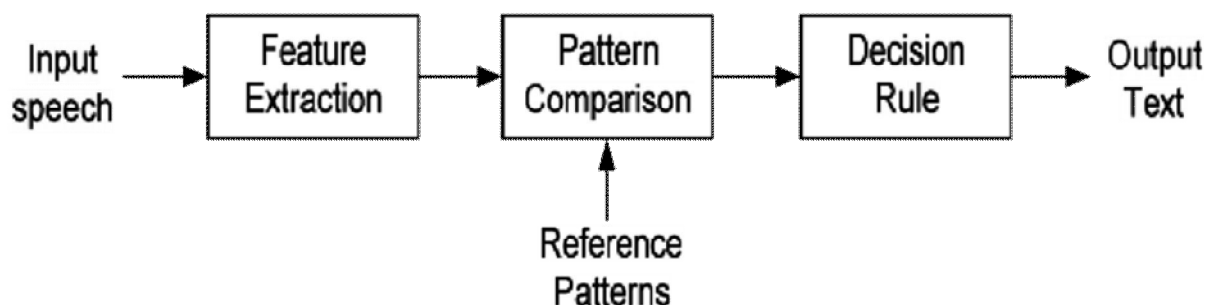 Input
speech
Feature
Extraction
Pattern
Comparison
Decision
Rule
Output
Text
Reference
Patterns